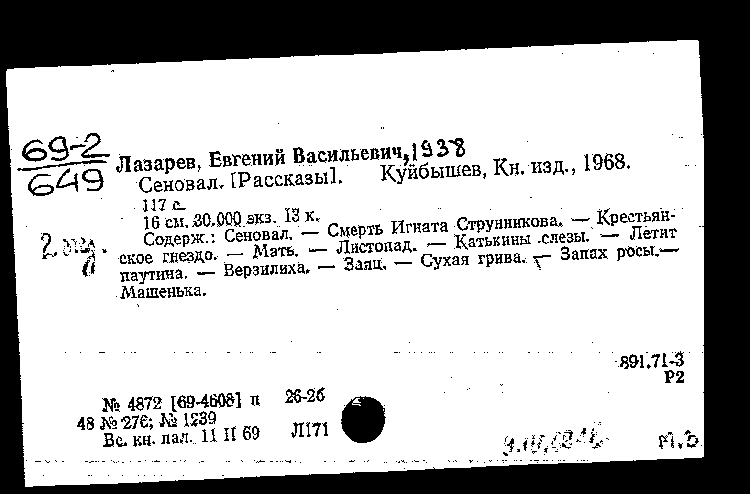 69-2
649
Лазарев, Евгений Васильевич, 1938
Сеновал. [Рассказы]. Куйбышев, Кн. изд., 1968.
117 с.
16 см. 30.000 экз. 13 к.
Содерж.: Сеновал. — Смерть Игната Струнникова. — Крестьян-
ское гнездо. — Мать. — Листопад. — Катькины слезы. — Летит
паутина. — Верзилиха. — Заяц. — Сухая грива. — Запах росы. —
Машенька.
891.71-3
Р2
№ 4872 [69-4608] п 26-26
48 № 276; № 1239
Вс. кн. пал. 11 II 69 Л171
М.Б